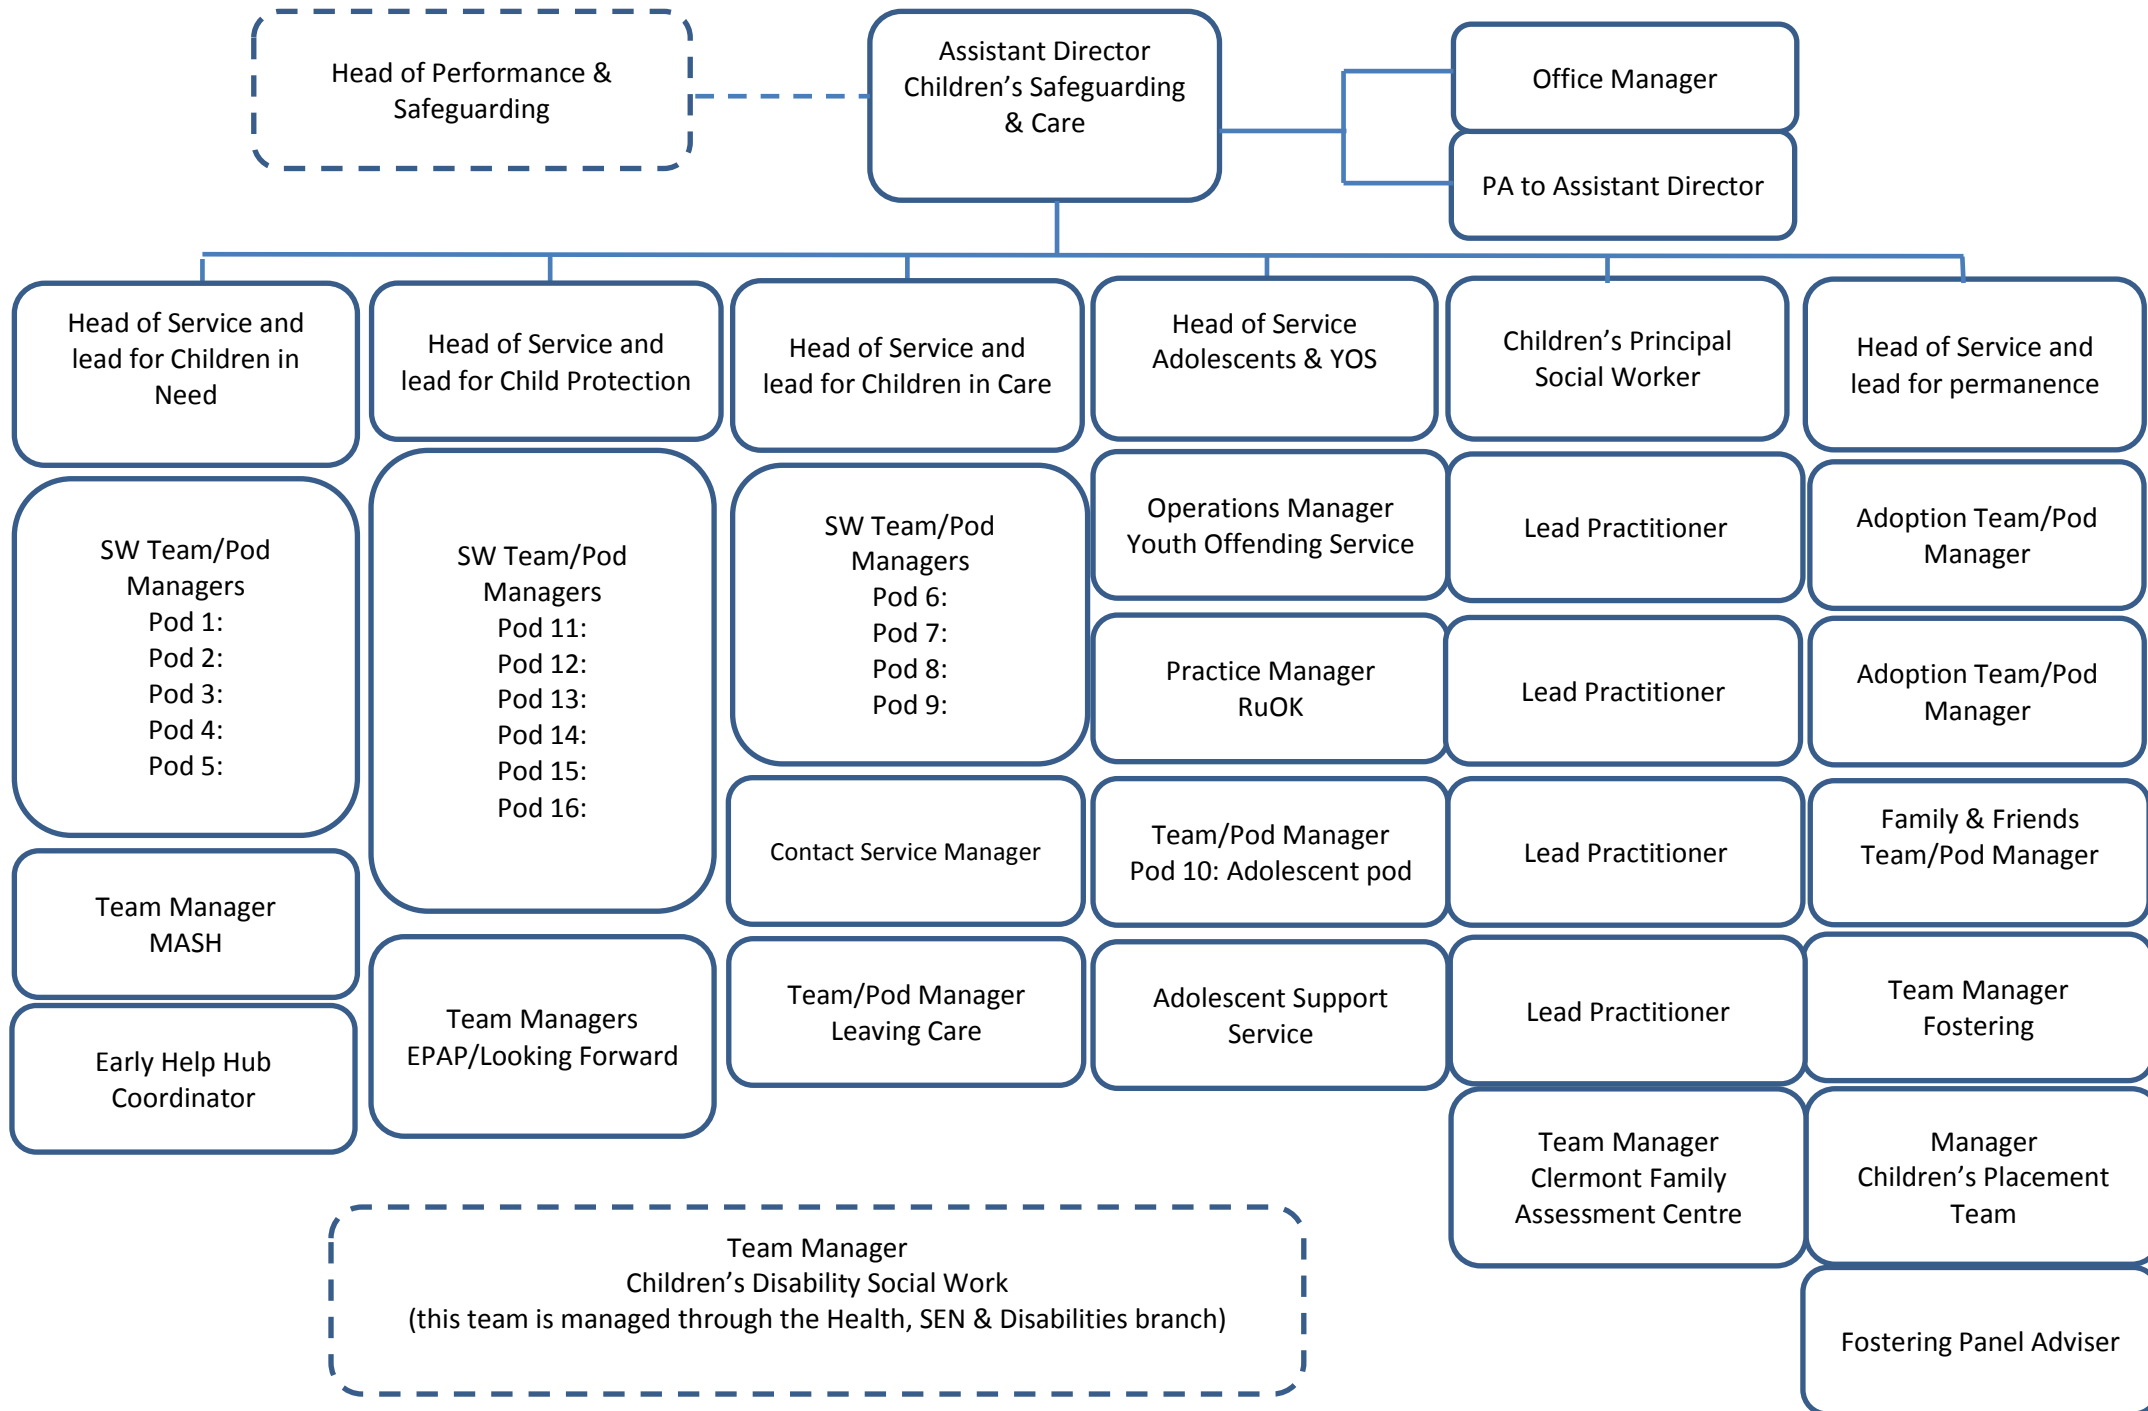 Head of Performance &
Safeguarding
Assistant Director
Children’s Safeguarding
& Care
Office Manager
PA to Assistant Director
Head of Service and
lead for Children in
Need
Head of Service and
lead for Child Protection
Head of Service and
lead for Children in Care
Head of Service
Adolescents & YOS
Children’s Principal
Social Worker
Head of Service and
lead for permanence
SW Team/Pod
Managers
Pod 1:
Pod 2:
Pod 3:
Pod 4:
Pod 5:
Team Manager
MASH
Early Help Hub
Coordinator
SW Team/Pod
Managers
Pod 11:
Pod 12:
Pod 13:
Pod 14:
Pod 15:
Pod 16:
Team Managers
EPAP/Looking Forward
SW Team/Pod
Managers
Pod 6:
Pod 7:
Pod 8:
Pod 9:
Contact Service Manager
Team/Pod Manager
Leaving Care
Operations Manager
Youth Offending Service
Practice Manager
RuOK
Team/Pod Manager
Pod 10: Adolescent pod
Adolescent Support
Service
Lead Practitioner
Lead Practitioner
Lead Practitioner
Lead Practitioner
Team Manager
Clermont Family
Assessment Centre
Adoption Team/Pod
Manager
Adoption Team/Pod
Manager
Family & Friends
Team/Pod Manager
Team Manager
Fostering
Manager
Children’s Placement
Team
Fostering Panel Adviser
Team Manager
Children’s Disability Social Work
(this team is managed through the Health, SEN & Disabilities branch)